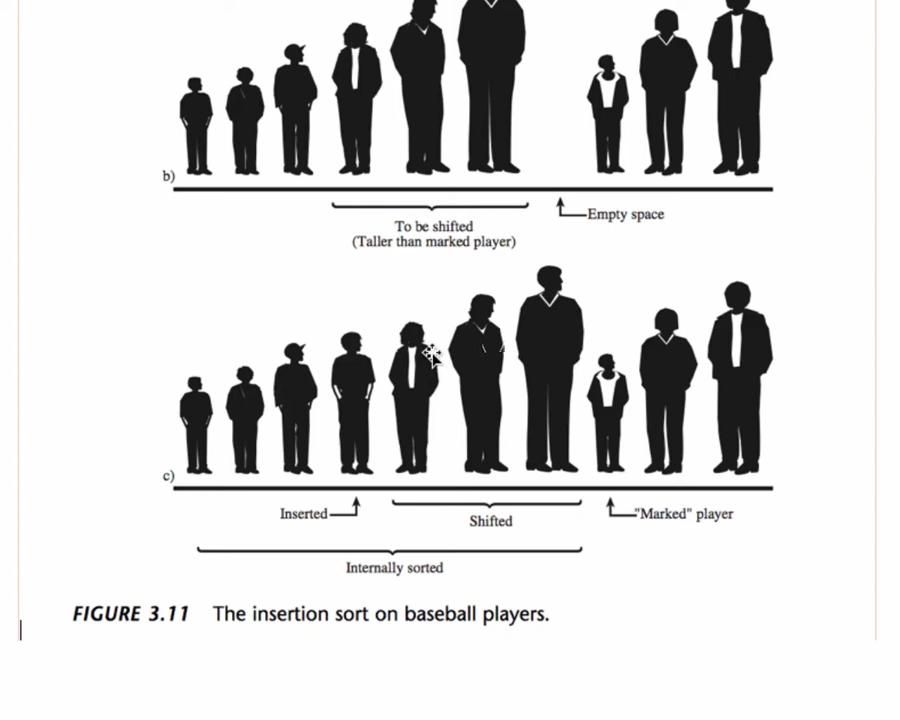 b)
Empty space
To be shifted
(Taller than marked player)
c)
Inserted
Shifted
"Marked" player
Internally sorted
FIGURE 3.11 The insertion sort on baseball players.